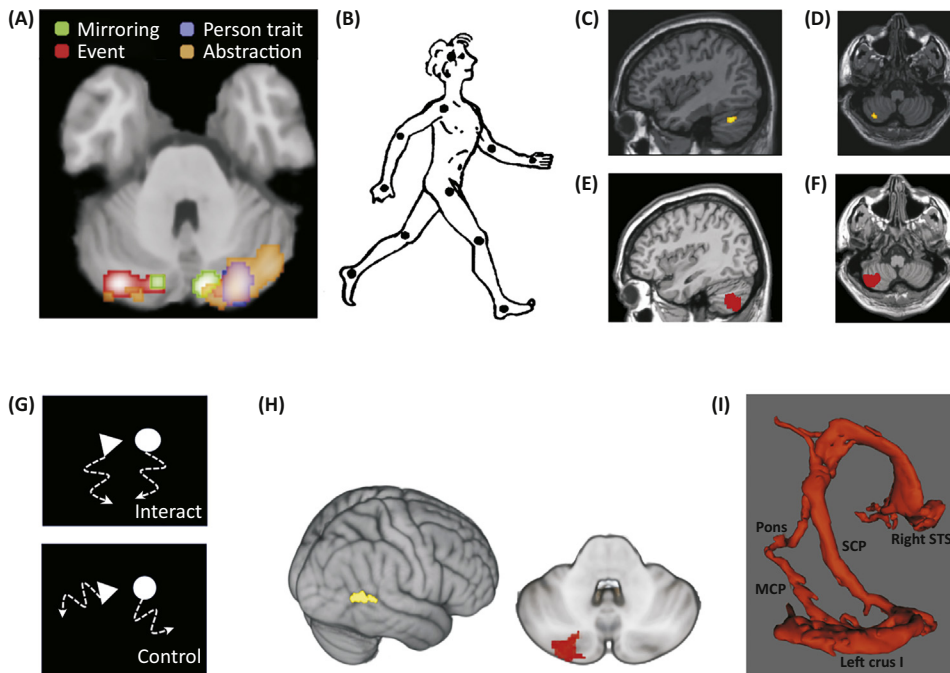 (A)
Mirroring
Person trait
Event
Abstraction
(B)
(C)
(D)
(E)
(F)
(G)
Interact
Control
(H)
(I)
Pons
SCP
Right STS
MCP
Left crus I